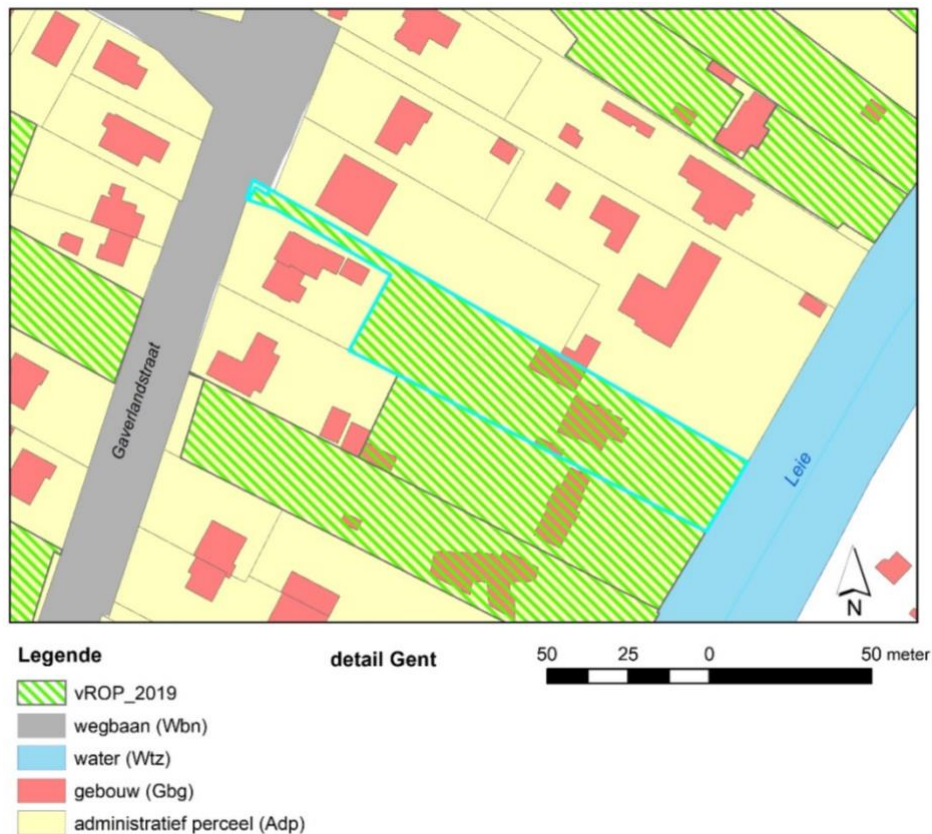 Gaverlandstraat
Leie
N
Legende
detail Gent
50 25 0 50 meter
vROP_2019
wegbaan (Wbn)
water (Wtz)
gebouw (Gbg)
administratief perceel (Adp)